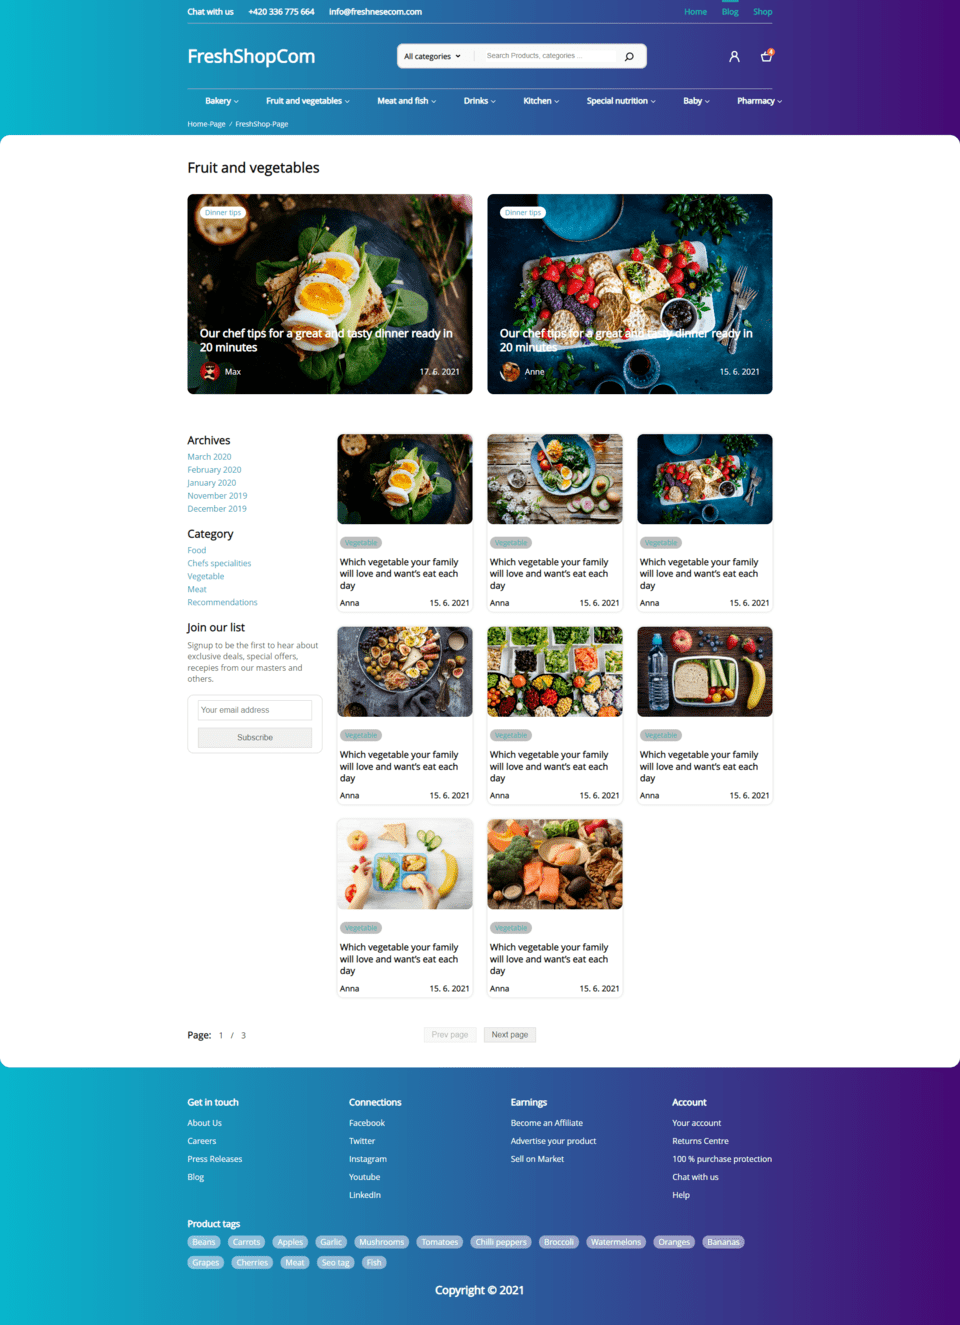 Chat with us +420 336 775 664 info@freshnesecom.com Home Blog Shop
FreshShopCom All categories Search Products, categories ... 4
Bakery Fruit and vegetables Meat and fish Drinks Kitchen Special nutrition Baby Pharmacy
Home-Page / FreshShop-Page
Fruit and vegetables
Dinner tips
Our chef tips for a great and tasty dinner ready in
20 minutes
Max 17. 6. 2021
Dinner tips
Our chef tips for a great and tasty dinner ready in
20 minutes
Anne 15. 6. 2021
Archives
March 2020
February 2020
January 2020
November 2019
December 2019
Category
Food
Chefs specialities
Vegetable
Meat
Recommendations
Join our list
Signup to be the first to hear about
exclusive deals, special offers,
recepies from our masters and
others.
Your email address
Subscribe
Vegetable
Which vegetable your family
will love and want's eat each
day
Anna 15. 6. 2021
Vegetable
Which vegetable your family
will love and want's eat each
day
Anna 15. 6. 2021
Vegetable
Which vegetable your family
will love and want's eat each
day
Anna 15. 6. 2021
Vegetable
Which vegetable your family
will love and want's eat each
day
Anna 15. 6. 2021
Vegetable
Which vegetable your family
will love and want's eat each
day
Anna 15. 6. 2021
Vegetable
Which vegetable your family
will love and want's eat each
day
Anna 15. 6. 2021
Vegetable
Which vegetable your family
will love and want's eat each
day
Anna 15. 6. 2021
Vegetable
Which vegetable your family
will love and want's eat each
day
Anna 15. 6. 2021
Page: 1 / 3 Prev page Next page
Get in touch
About Us
Careers
Press Releases
Blog
Connections
Facebook
Twitter
Instagram
Youtube
LinkedIn
Earnings
Become an Affiliate
Advertise your product
Sell on Market
Account
Your account
Returns Centre
100 % purchase protection
Chat with us
Help
Product tags
Beans Carrots Apples Garlic Mushrooms Tomatoes Chilli peppers Broccoli Watermelons Oranges Bananas
Grapes Cherries Meat Seo tag Fish
Copyright © 2021